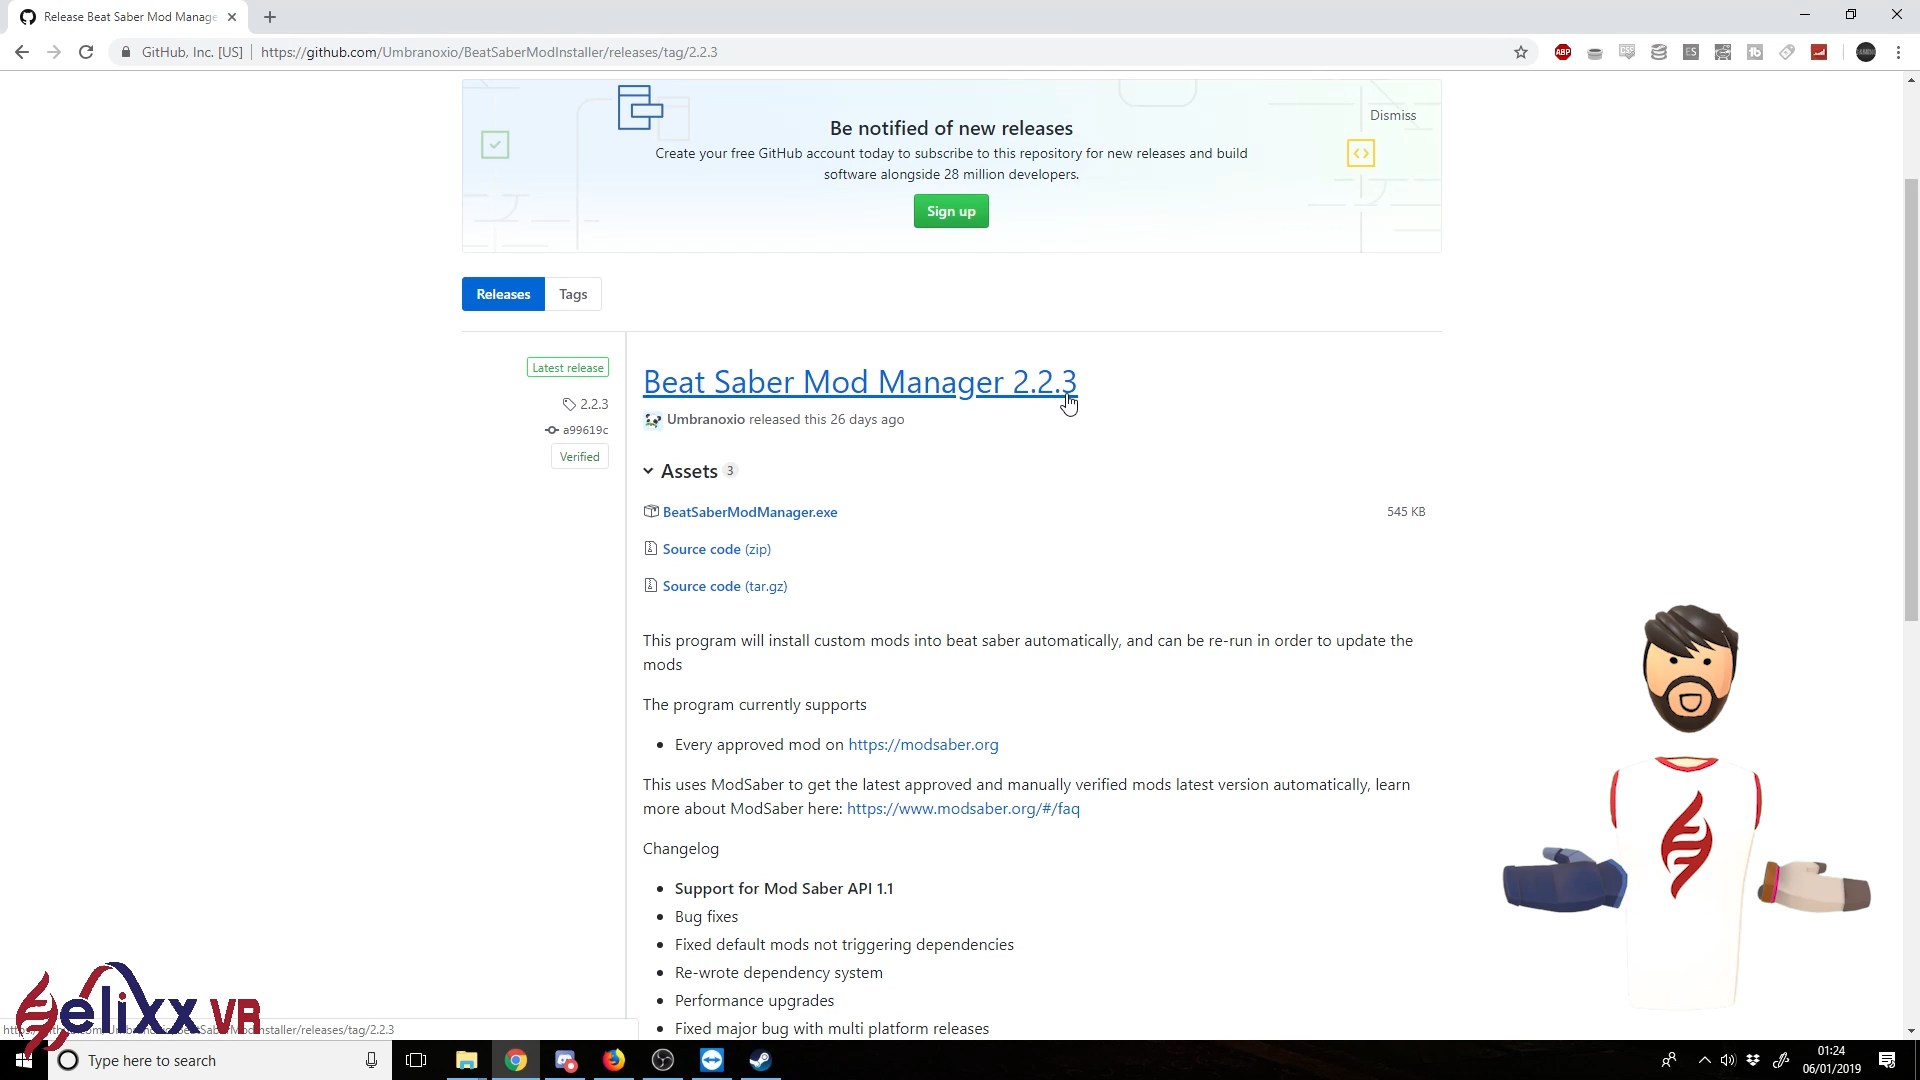 Release Beat Saber Mod Manage
GitHub, Inc. [US] https://github.com/Umbranoxio/BeatSaberModInstaller/releases/tag/2.2.3
ABP
CSF
ES
Be notified of new releases
Dismiss
Create your free GitHub account today to subscribe to this repository for new releases and build
software alongside 28 million developers.
Sign up
Releases Tags
Latest release
2.2.3
a99619c
Verified
Beat Saber Mod Manager 2.2.3
Umbranoxio released this 26 days ago
Assets 3
BeatSaberModManager.exe 545 KB
Source code (zip)
Source code (tar.gz)
This program will install custom mods into beat saber automatically, and can be re-run in order to update the
mods
The program currently supports
Every approved mod on https://modsaber.org
This uses ModSaber to get the latest approved and manually verified mods latest version automatically, learn
more about ModSaber here: https://www.modsaber.org/#/faq
Changelog
Support for Mod Saber API 1.1
Bug fixes
Fixed default mods not triggering dependencies
Re-wrote dependency system
Performance upgrades
Fixed major bug with multi platform releases
elixx VR
Type here to search
01:24
06/01/2019